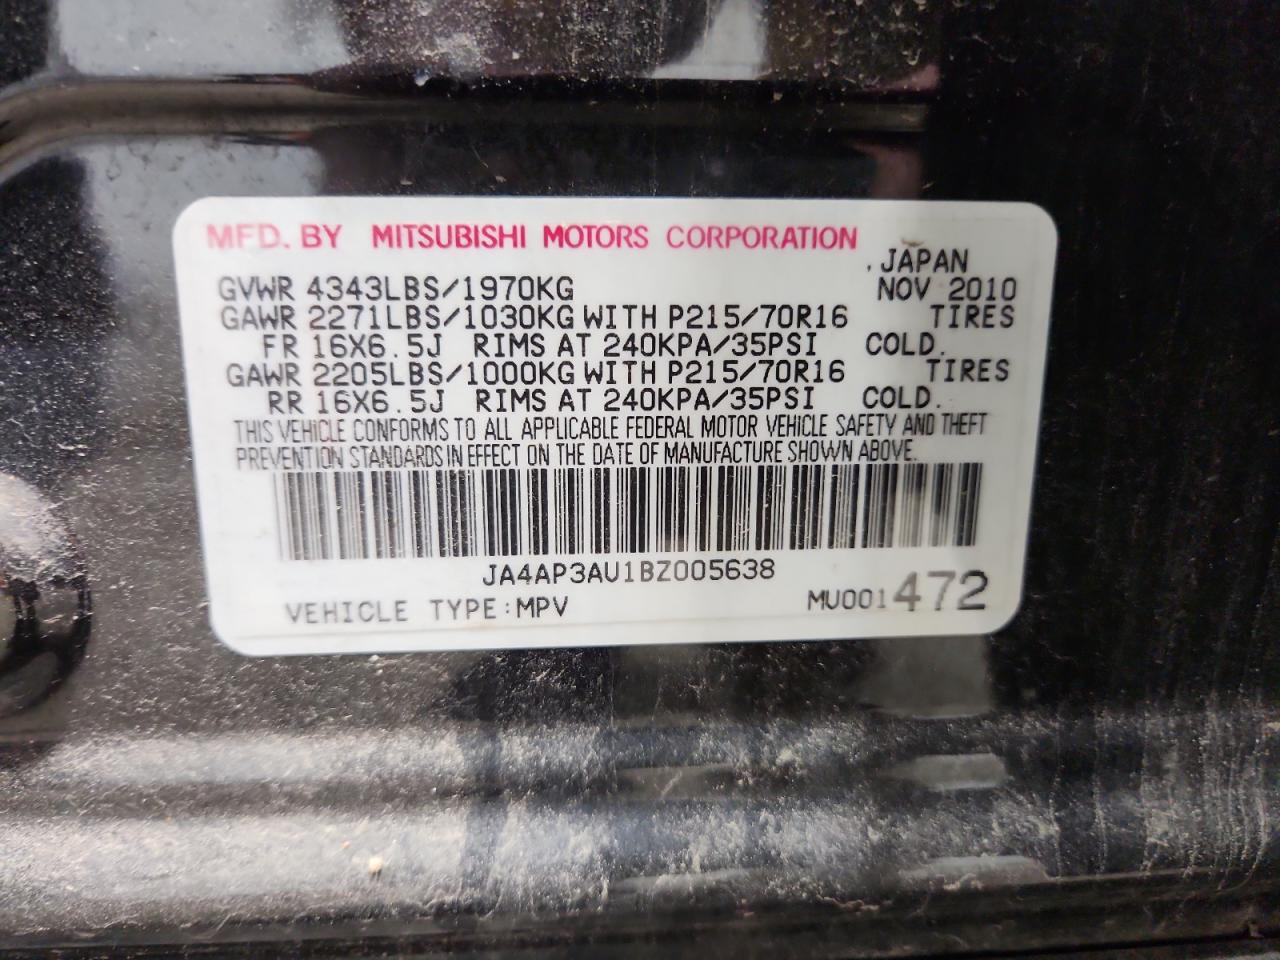 MFD. BY MITSUBISHI MOTORS CORPORATION
JAPAN
GVWR 4343LBS/1970KG NOV 2010
GAWR 2271LBS/1030KG WITH P215/70R16 TIRES
FR 16X6.5J RIMS AT 240KPA/35PSI COLD.
GAWR 2205LBS/1000KG WITH P215/70R16 TIRES
RR 16X6.5J RIMS AT 240KPA/35PSI COLD.
THIS VEHICLE CONFORMS TO ALL APPLICABLE FEDERAL MOTOR VEHICLE SAFETY AND THEFT
PREVENTION STANDARDS IN EFFECT ON THE DATE OF MANUFACTURE SHOWN ABOVE.
JA4AP3AU1BZ005638
VEHICLE TYPE:MPV MU001472